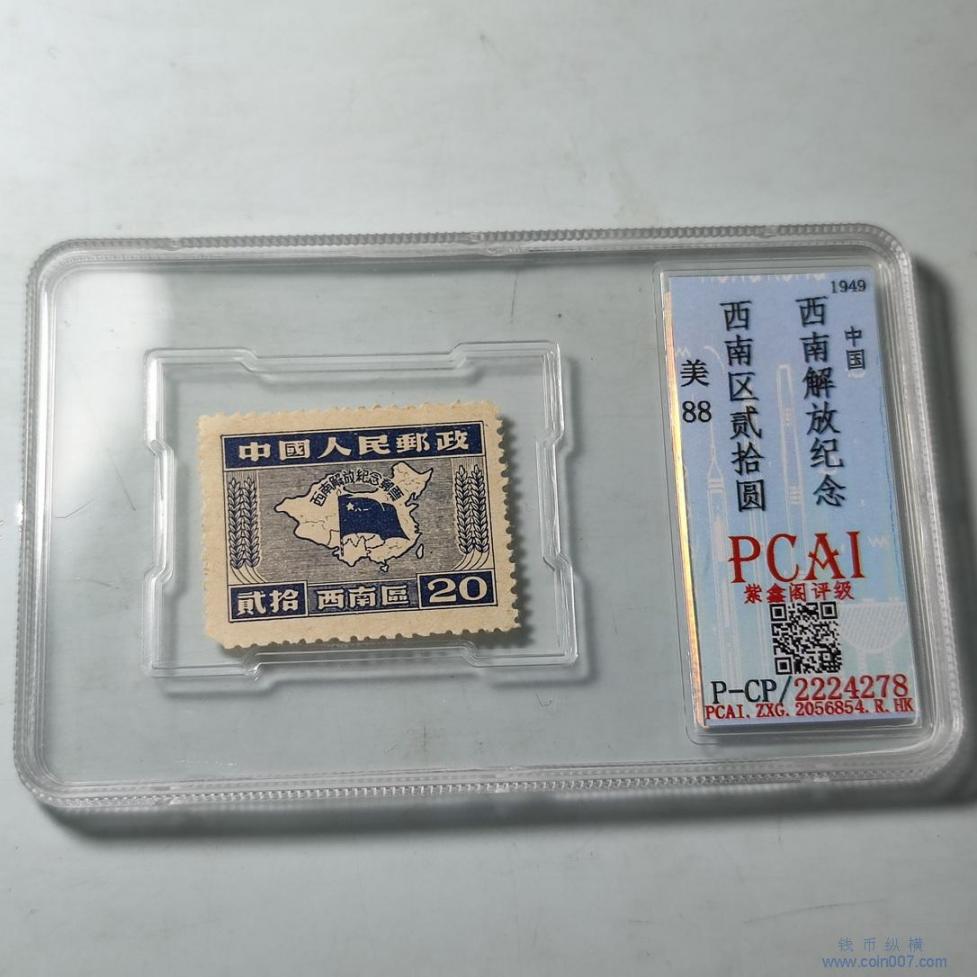 中國人民郵政
西南解放紀念郵票
貳拾
西南區
20
1949
中国
西南解放纪念
西南区贰拾圆
美
88
PCAI
紫鑫阁评级
P-CP/2224278
PCAI. ZXG. 2056854. R. HK
钱币纵横
www.coin007.com